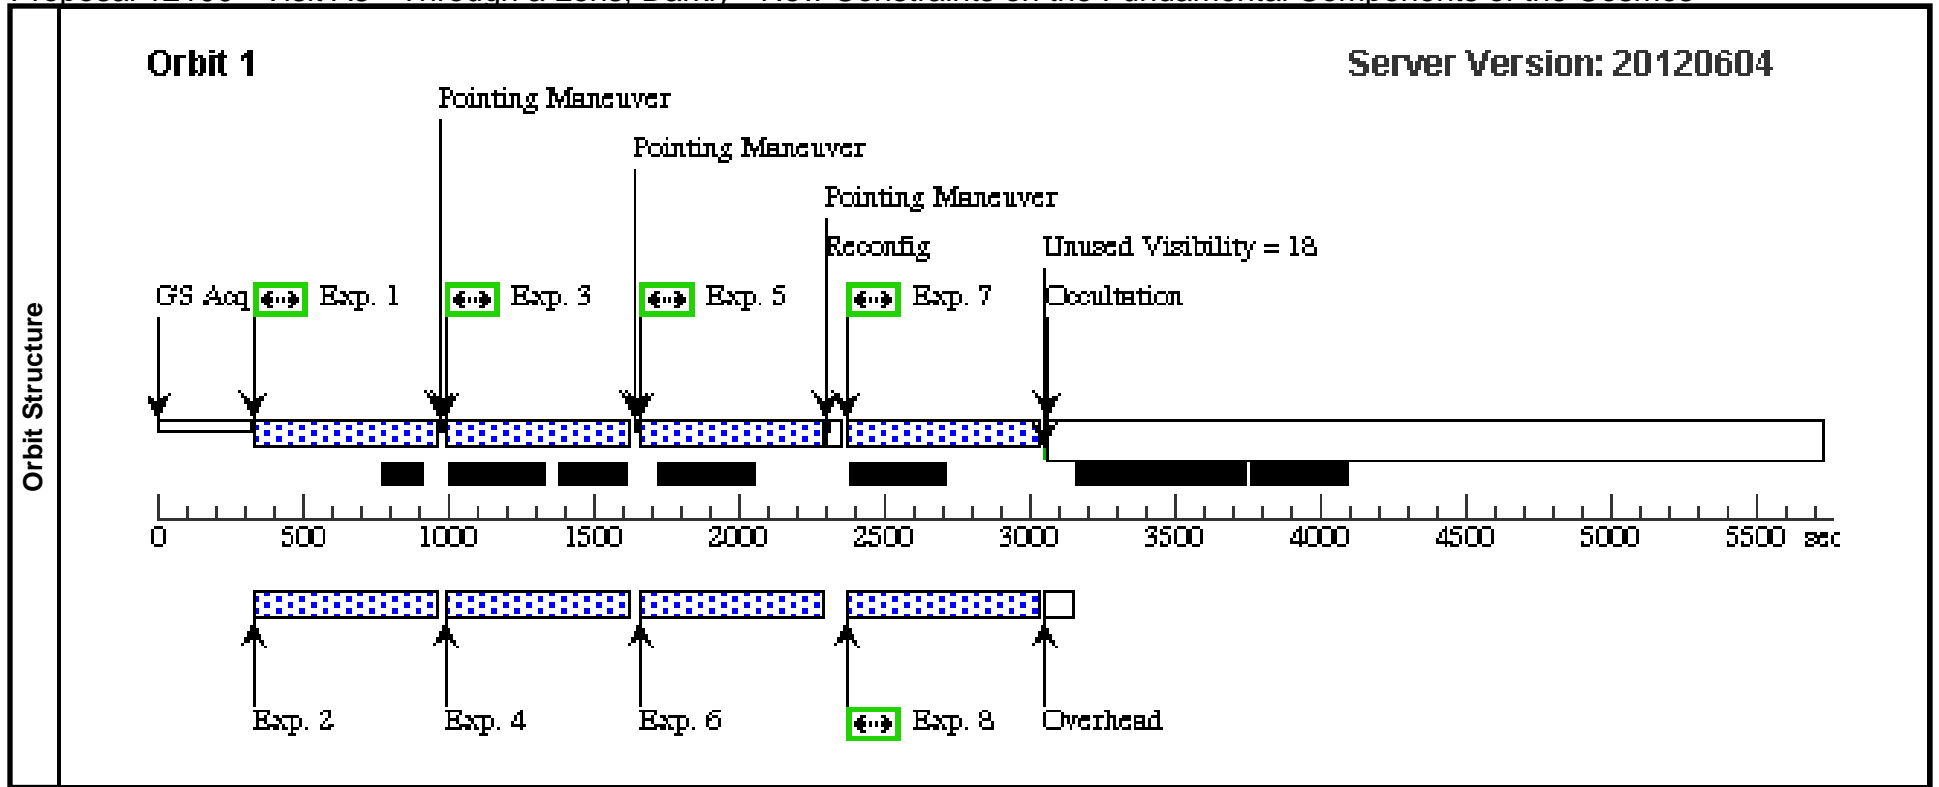 Orbit 1
Server Version: 20120604
Pointing Maneuver
Pointing Maneuver
Pointing Maneuver
Reconfig
Unused Visibility = 18
GS Acq
Exp. 1
Exp. 3
Exp. 5
Exp. 7
Occultation
Orbit Structure
0 500 1000 1500 2000 2500 3000 3500 4000 4500 5000 5500 sec
Exp. 2
Exp. 4
Exp. 6
Exp. 8
Overhead